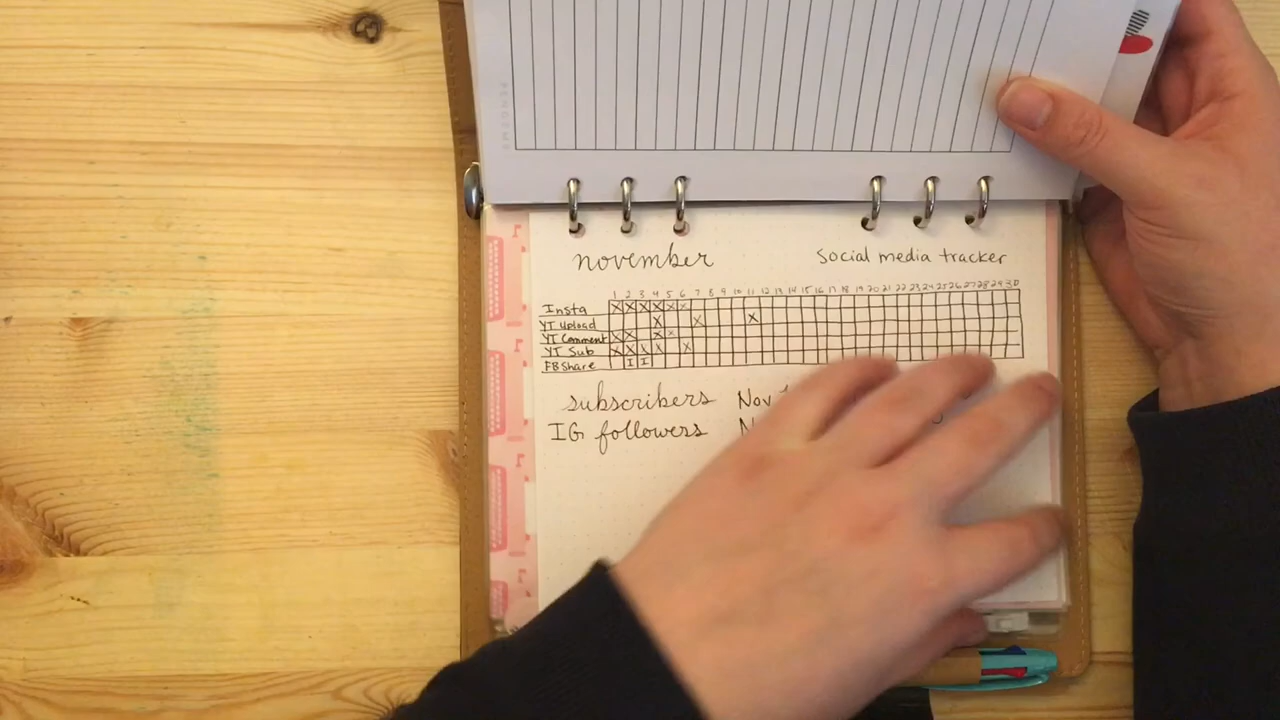 november
social media tracker
1 2 3 4 5 6 7 8 9 10 11 12 13 14 15 16 17 18 19 20 21 22 23 24 25 26 27 28 29 30
Insta X X X X X X
YT Upload X X X
YT Comment X X X X
YT Sub X X X X X
FB Share I I
subscribers Nov
IG followers